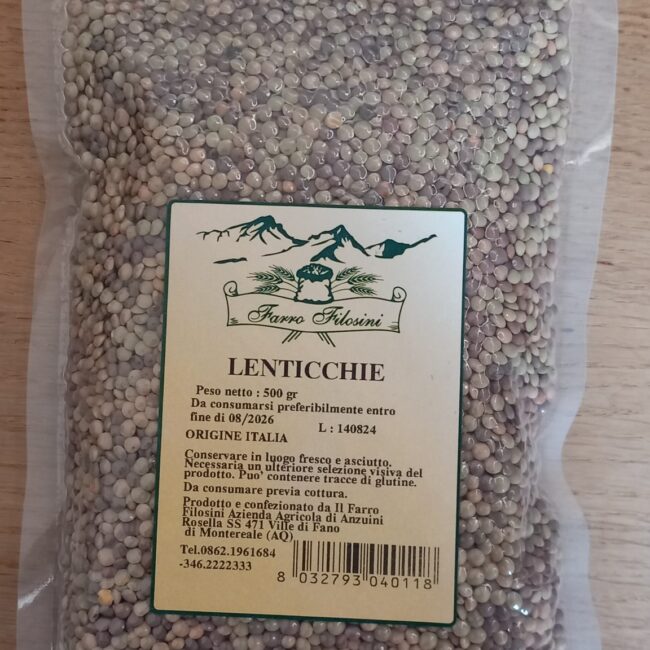 Farro Filosini
LENTICCHIE
Peso netto : 500 gr
Da consumarsi preferibilmente entro
fine di 08/2026
L : 140824
ORIGINE ITALIA
Conservare in luogo fresco e asciutto.
Necessaria un ulteriore selezione visiva del
prodotto. Puo' contenere tracce di glutine.
Da consumare previa cottura.
Prodotto e confezionato da Il Farro
Filosini Azienda Agricola di Anzuini
Rosella SS 471 Ville di Fano
di Montereale (AQ)
Tel.0862.1961684
-346.2222333
8 032793 040118